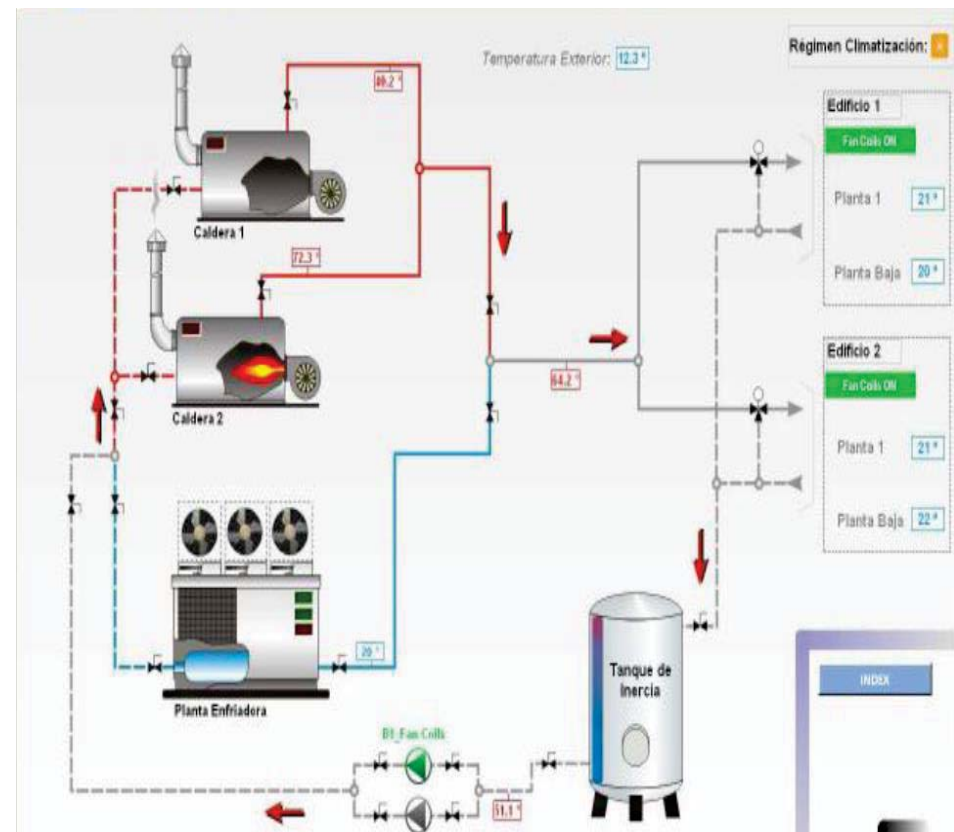 Temperatura Exterior: 12.3 °
Régimen Climatización:
Edificio 1
Fan Coils ON
Planta 1 21 °
Planta Baja 20 °
Caldera 1
72.3 °
Caldera 2
64.2 °
Edificio 2
Fan Coils ON
Planta 1 21 °
Planta Baja 22 °
20 °
Planta Enfriadora
Tanque de
Inercia
INDEX
51.1 °